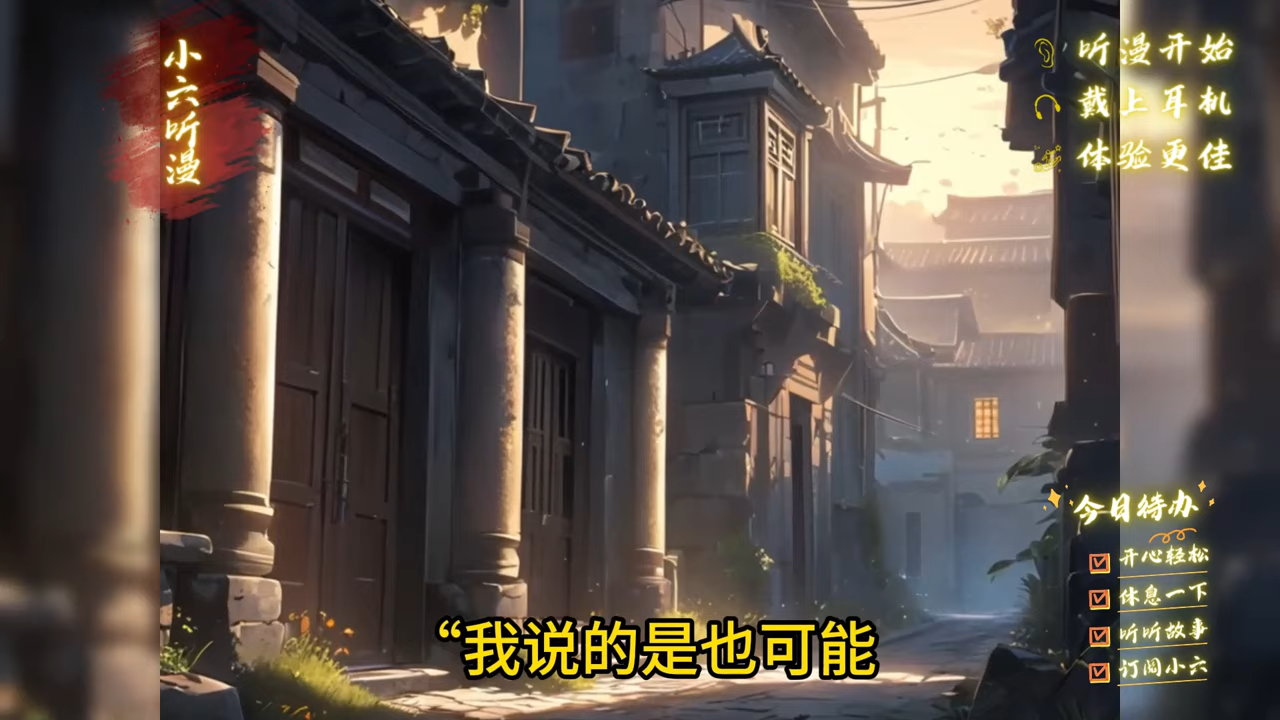 小六听漫
听漫开始
戴上耳机
体验更佳
今日待办
开心轻松
休息一下
听听故事
订阅小六
“我说的是也可能